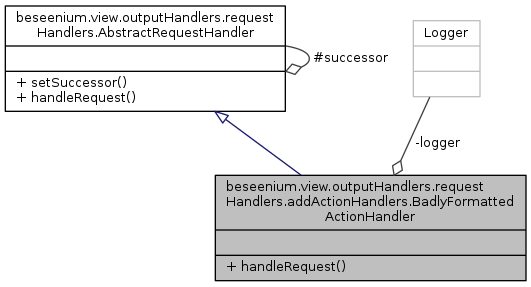 beseenium.view.outputHandlers.request
Handlers.AbstractRequestHandler
+ setSuccessor()
+ handleRequest()
#successor
Logger
-logger
beseenium.view.outputHandlers.request
Handlers.addActionHandlers.BadlyFormatted
ActionHandler
+ handleRequest()